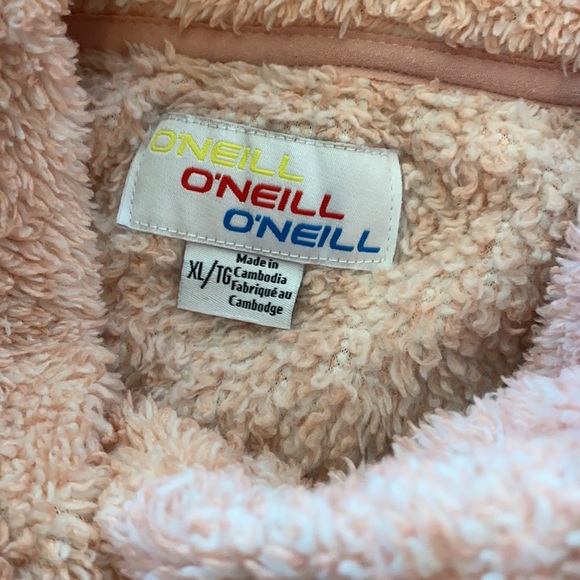 O'NEILL
O'NEILL
O'NEILL
XL/TG
Made in
Cambodia
Fabriqué au
Cambodge